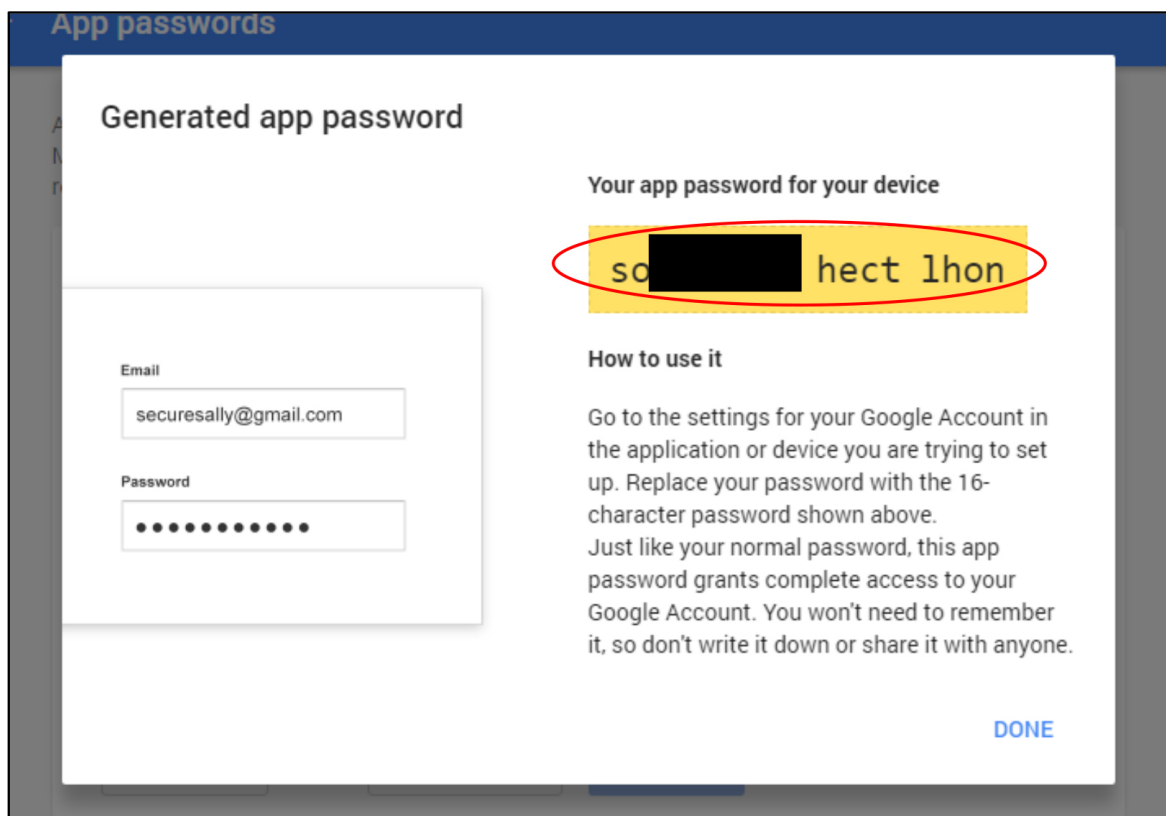 App passwords
Generated app password
Your app password for your device
so hect lhon
How to use it
Email
securesally@gmail.com
Password
Go to the settings for your Google Account in
the application or device you are trying to set
up. Replace your password with the 16-
character password shown above.
Just like your normal password, this app
password grants complete access to your
Google Account. You won't need to remember
it, so don't write it down or share it with anyone.
DONE